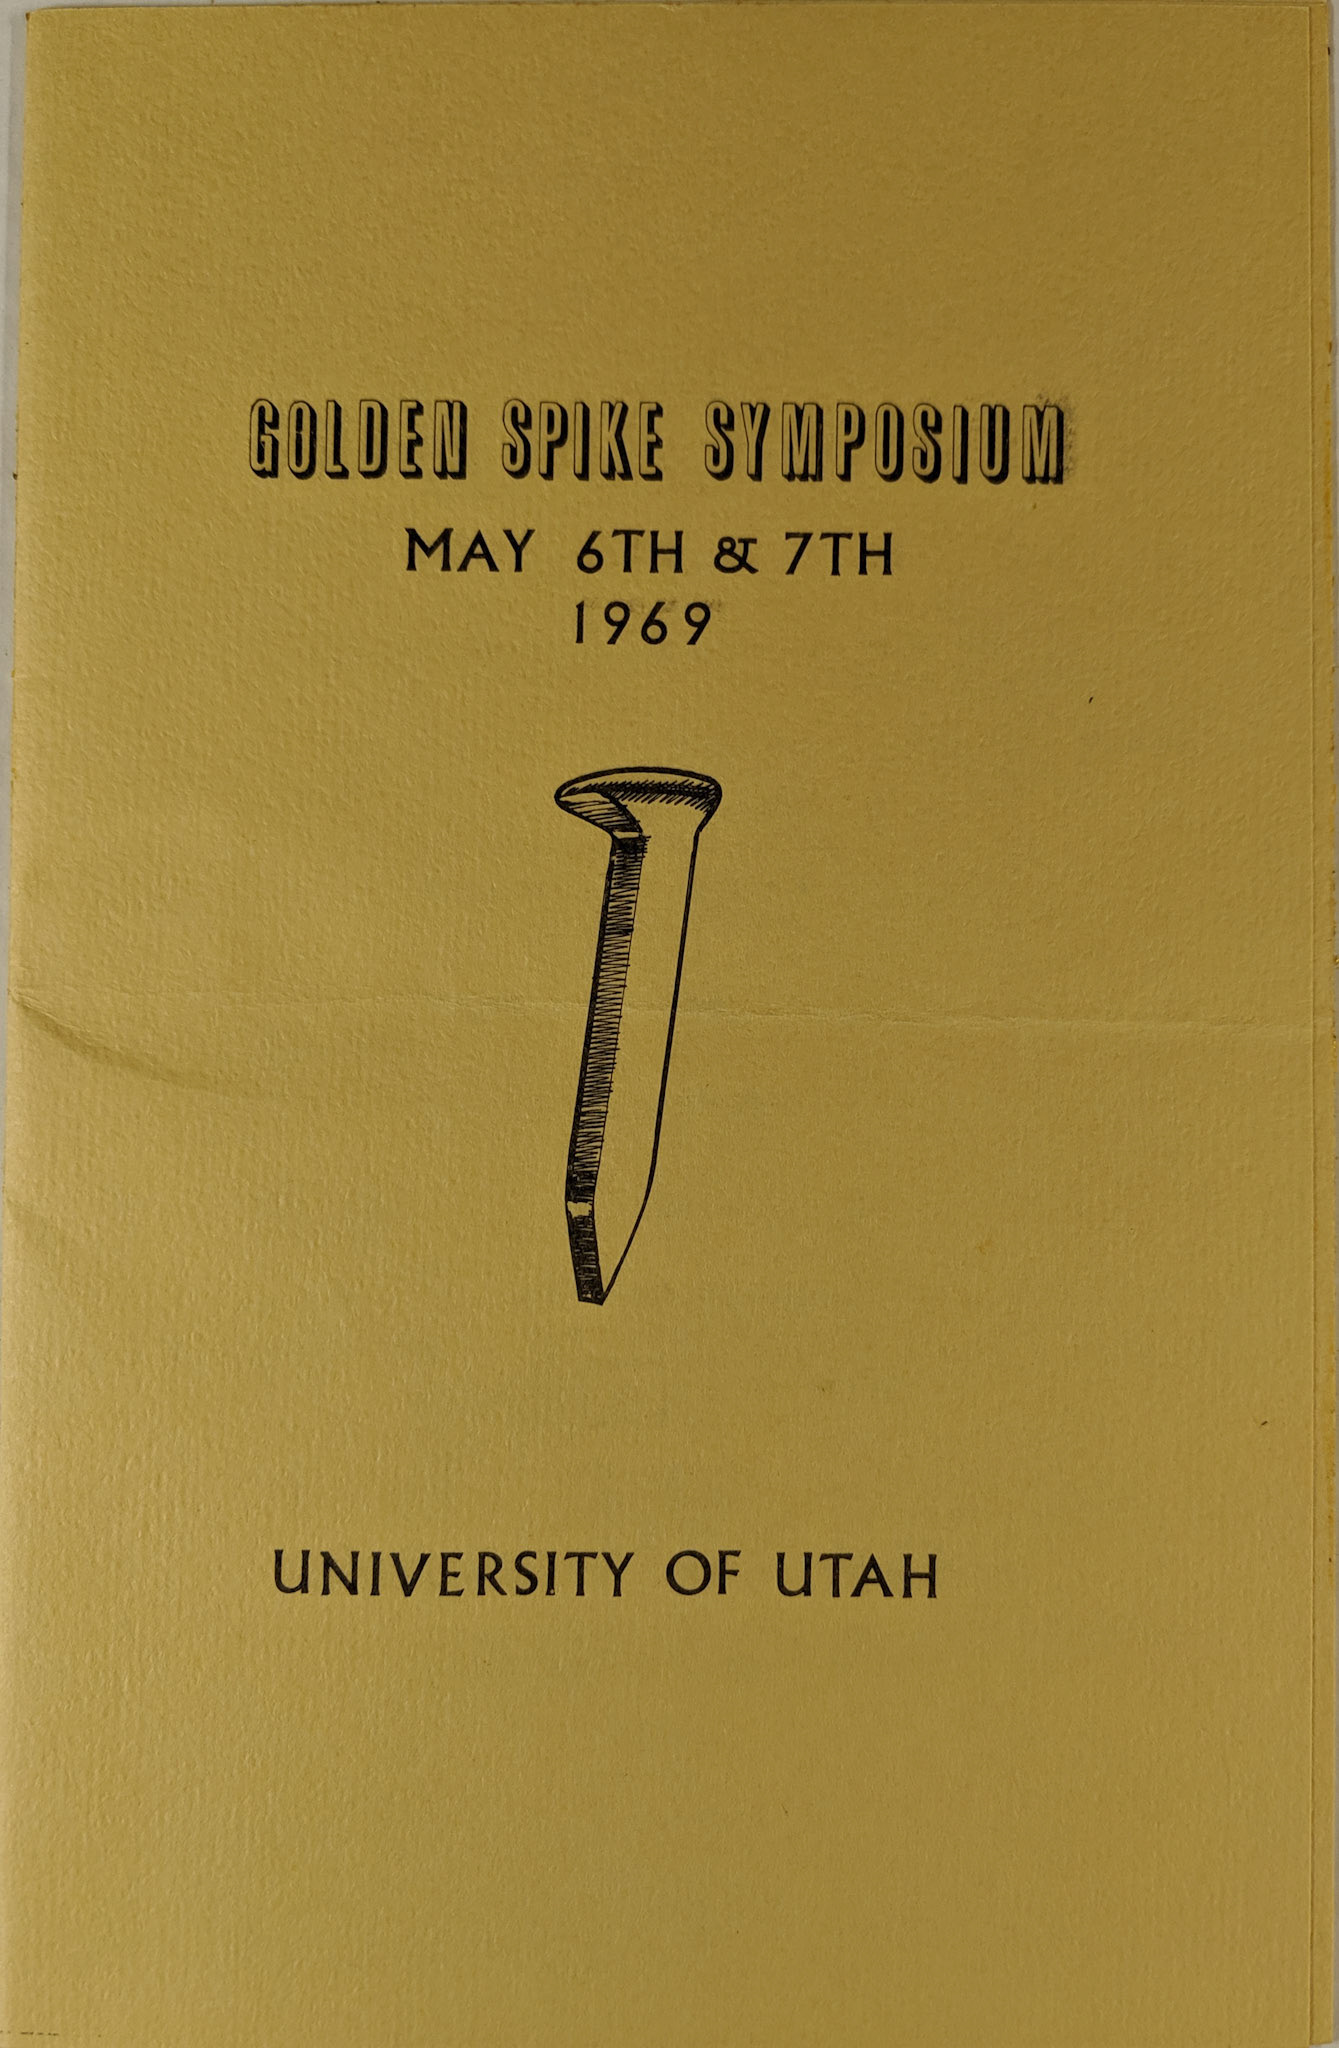 GOLDEN SPIKE SYMPOSIUM
MAY 6TH & 7TH
1969
UNIVERSITY OF UTAH